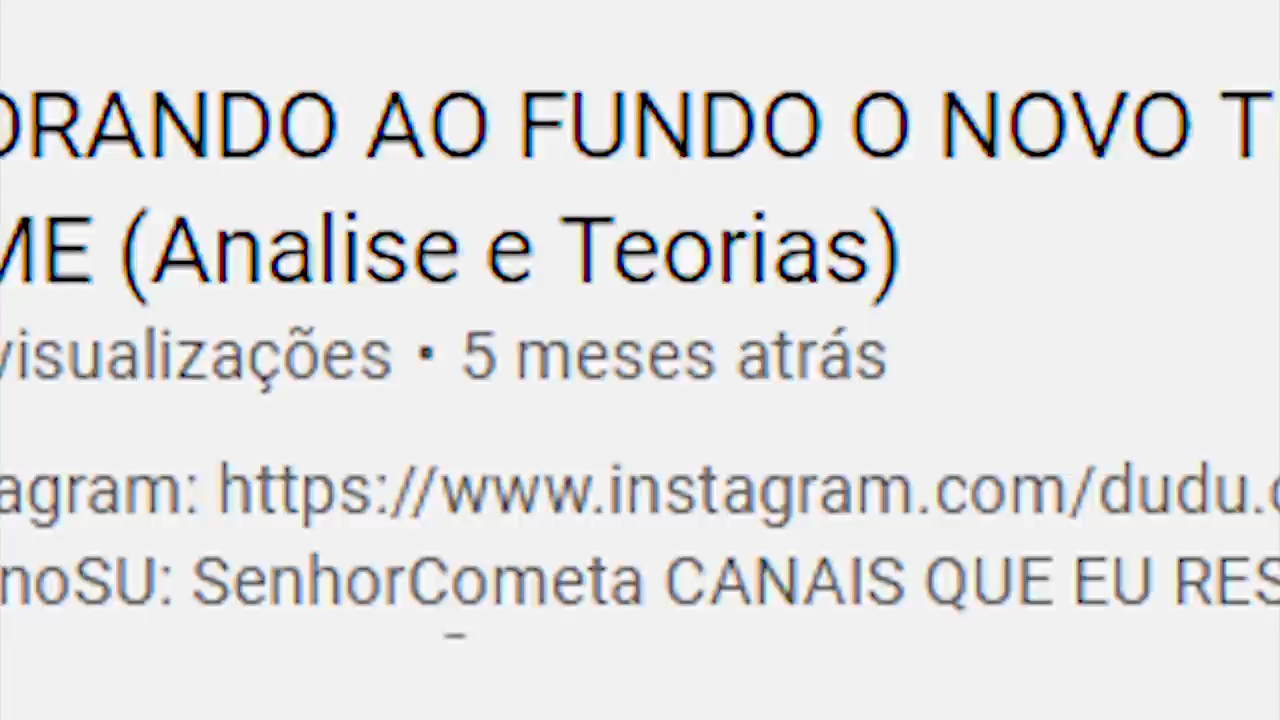 ORANDO AO FUNDO O NOVO T
ME (Analise e Teorias)
visualizações • 5 meses atrás
agram: https://www.instagram.com/dudu.
noSU: SenhorCometa CANAIS QUE EU RES